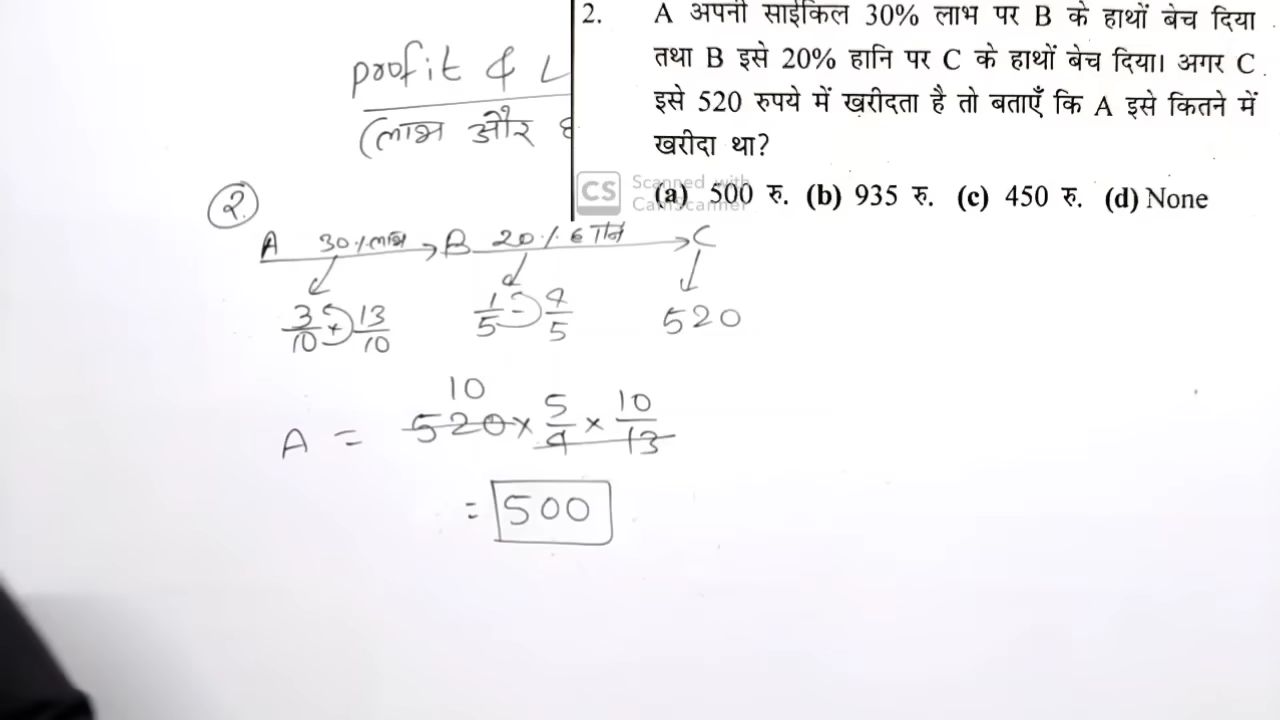 profit & L
(लाभ और
2. A अपनी साईकिल 30% लाभ पर B के हाथों बेच दिया
तथा B इसे 20% हानि पर C के हाथों बेच दिया। अगर C
इसे 520 रुपये में खरीदता है तो बताएँ कि A इसे कितने में
खरीदा था?
(a) 500 रु. (b) 935 रु. (c) 450 रु. (d) None
CS Scanned with
CamScanner
2.
A 30% लाभ → B 20% हानि → C
3/10 + 13/10 1/5 - 4/5 520
10
A = 520 × 5/4 × 10/13
= 500